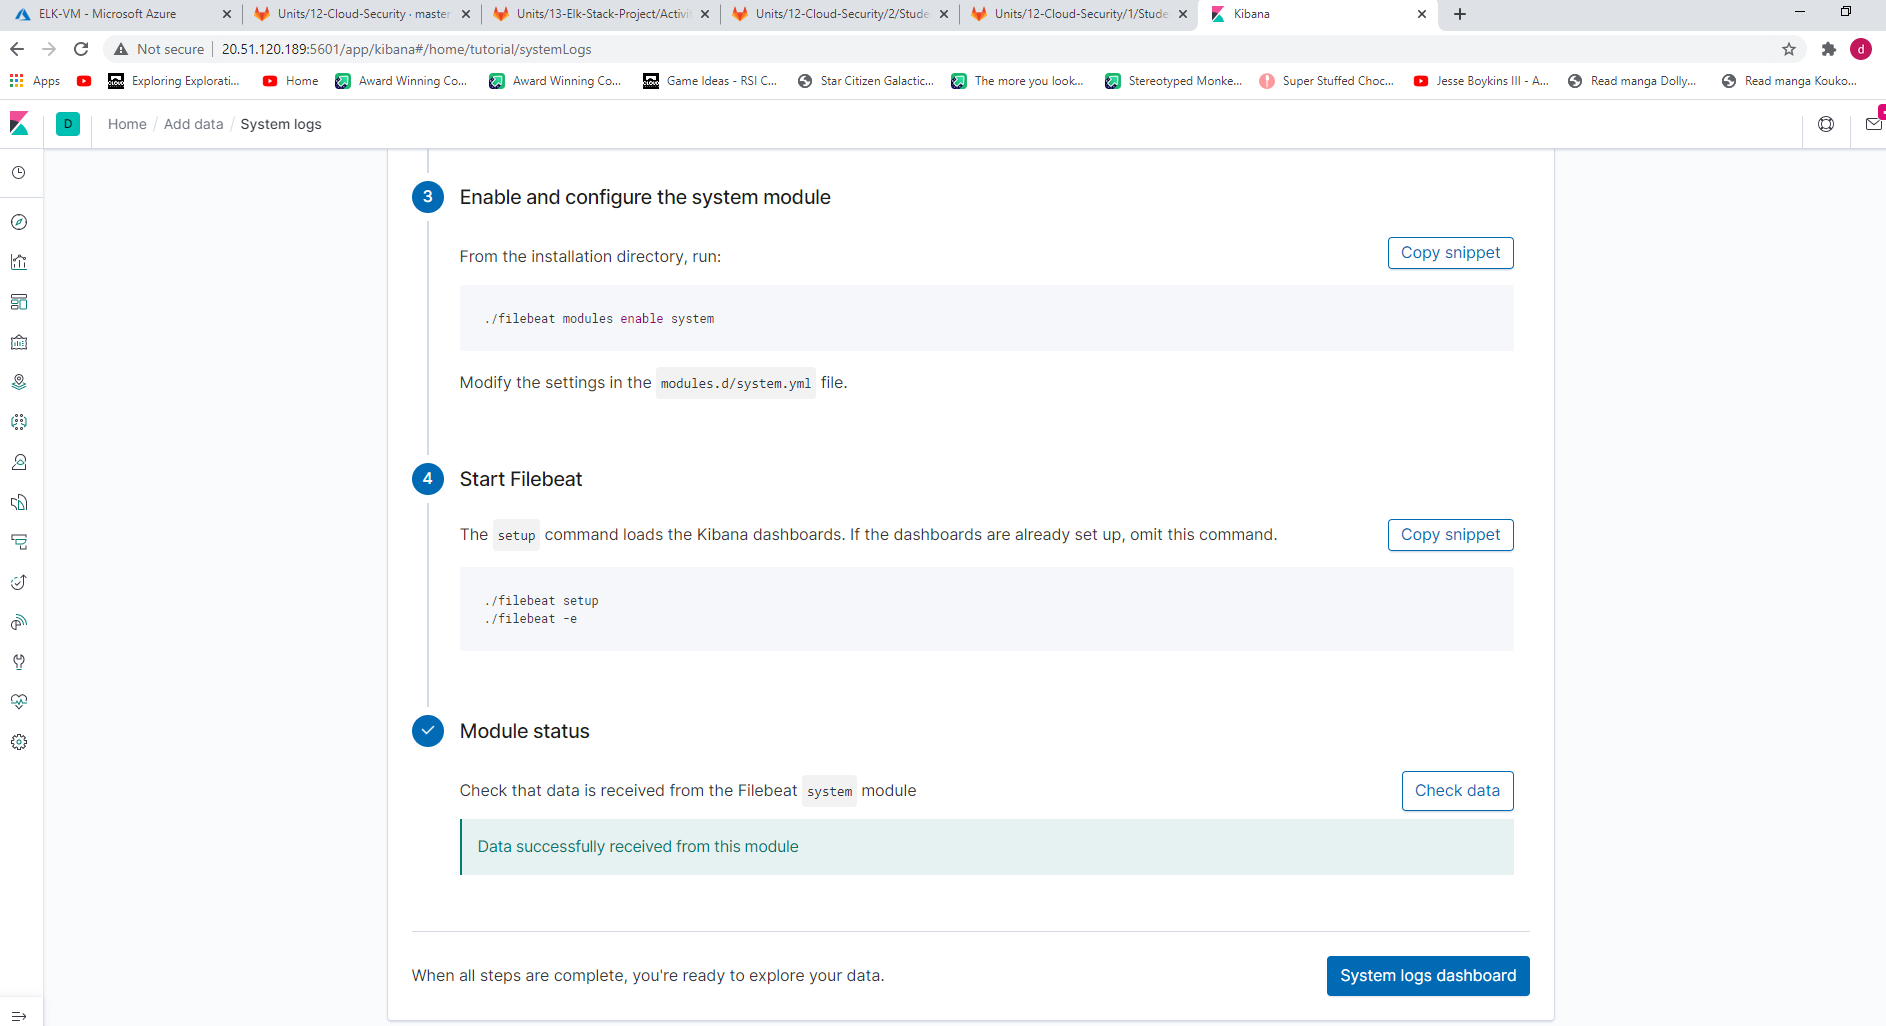 ELK-VM - Microsoft Azure
Units/12-Cloud-Security · master
Units/13-Elk-Stack-Project/Activi
Units/12-Cloud-Security/2/Stude
Units/12-Cloud-Security/1/Stude
Kibana
Not secure
20.51.120.189:5601/app/kibana#/home/tutorial/systemLogs
d
Apps
Exploring Explorati...
Home
Award Winning Co...
Award Winning Co...
Game Ideas - RSI C...
Star Citizen Galactic...
The more you look...
Stereotyped Monke...
Super Stuffed Choc...
Jesse Boykins III - A...
Read manga Dolly...
Read manga Kouko...
D
Home / Add data / System logs
3 Enable and configure the system module
From the installation directory, run:
Copy snippet
./filebeat modules enable system
Modify the settings in the modules.d/system.yml file.
4 Start Filebeat
The setup command loads the Kibana dashboards. If the dashboards are already set up, omit this command.
Copy snippet
./filebeat setup
./filebeat -e
Module status
Check that data is received from the Filebeat system module
Check data
Data successfully received from this module
When all steps are complete, you're ready to explore your data.
System logs dashboard